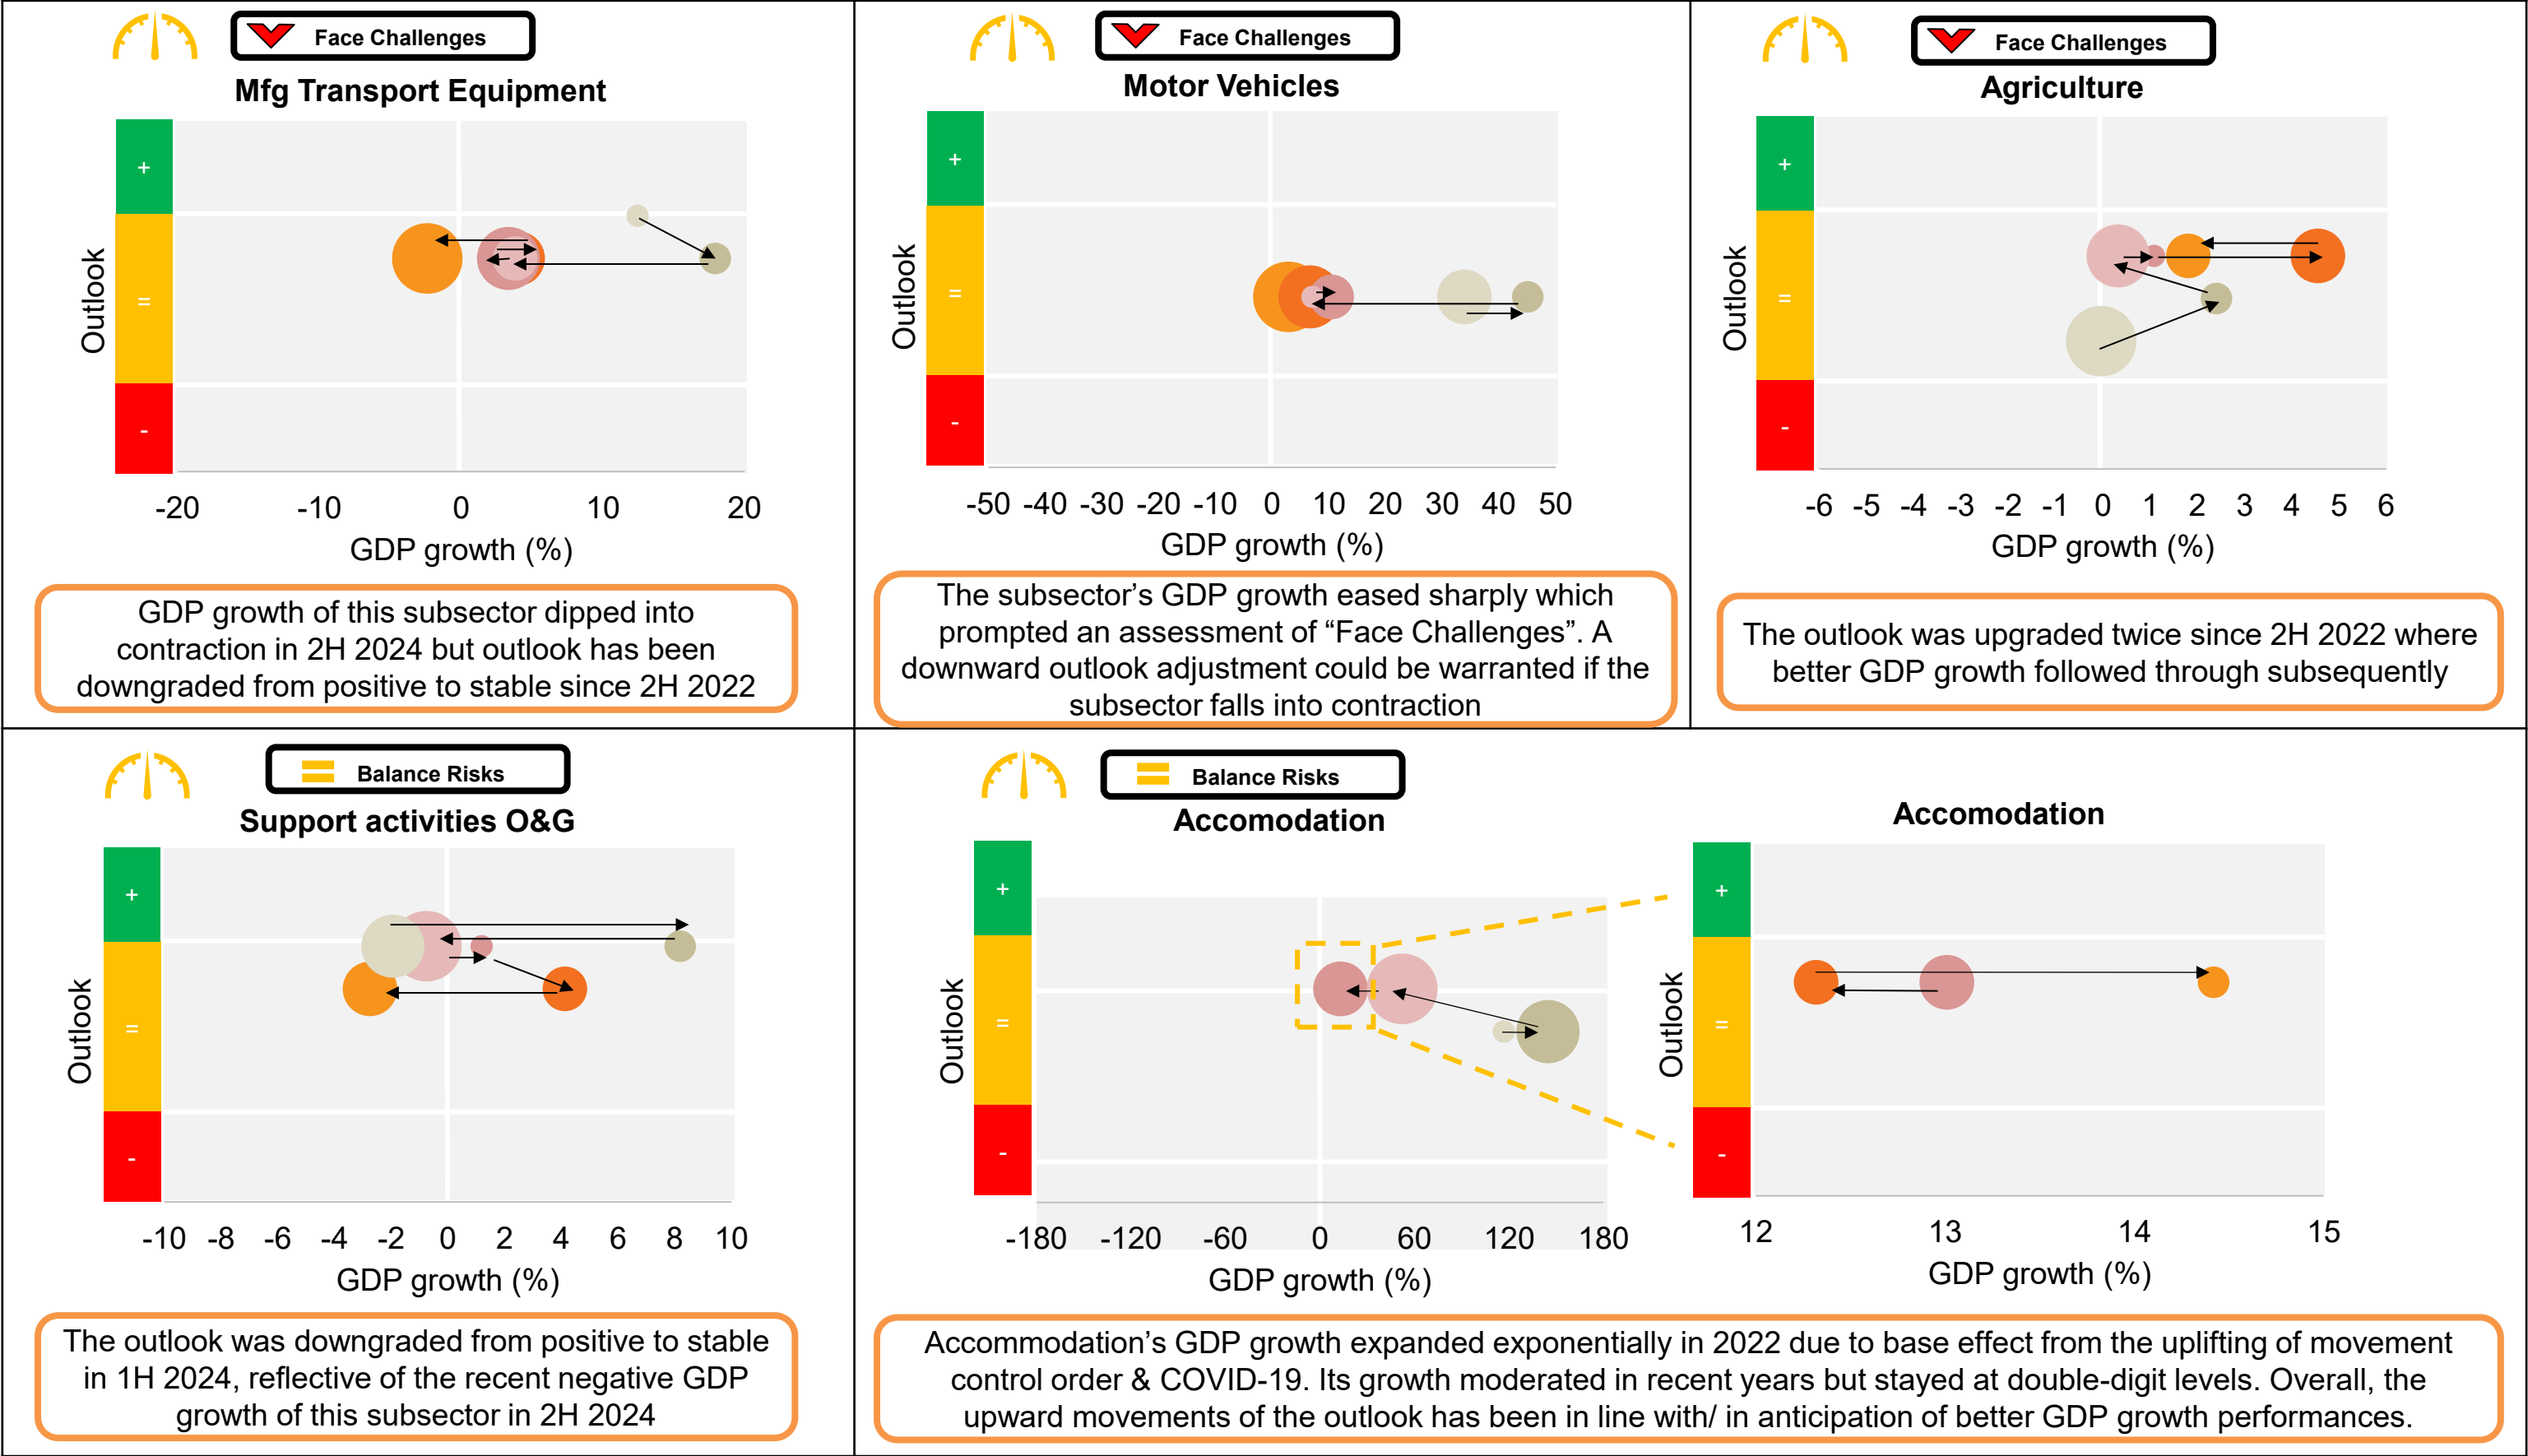 Face Challenges
Mfg Transport Equipment
+
=
-
Outlook
-20 -10 0 10 20
GDP growth (%)
GDP growth of this subsector dipped into
contraction in 2H 2024 but outlook has been
downgraded from positive to stable since 2H 2022
Face Challenges
Motor Vehicles
+
=
-
Outlook
-50 -40 -30 -20 -10 0 10 20 30 40 50
GDP growth (%)
The subsector’s GDP growth eased sharply which
prompted an assessment of “Face Challenges”. A
downward outlook adjustment could be warranted if the
subsector falls into contraction
Face Challenges
Agriculture
+
=
-
Outlook
-6 -5 -4 -3 -2 -1 0 1 2 3 4 5 6
GDP growth (%)
The outlook was upgraded twice since 2H 2022 where
better GDP growth followed through subsequently
Balance Risks
Support activities O&G
+
=
-
Outlook
-10 -8 -6 -4 -2 0 2 4 6 8 10
GDP growth (%)
The outlook was downgraded from positive to stable
in 1H 2024, reflective of the recent negative GDP
growth of this subsector in 2H 2024
Balance Risks
Accomodation
+
=
-
Outlook
-180 -120 -60 0 60 120 180
GDP growth (%)
Accomodation
+
=
-
Outlook
12 13 14 15
GDP growth (%)
Accommodation’s GDP growth expanded exponentially in 2022 due to base effect from the uplifting of movement
control order & COVID-19. Its growth moderated in recent years but stayed at double-digit levels. Overall, the
upward movements of the outlook has been in line with/ in anticipation of better GDP growth performances.